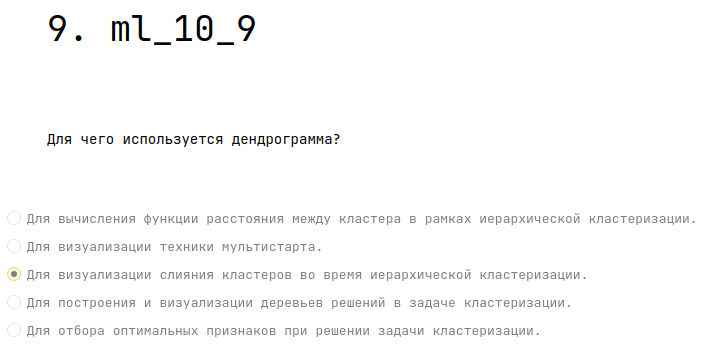 9. ml_10_9
Для чего используется дендрограмма?
Для вычисления функции расстояния между кластера в рамках иерархической кластеризации.
Для визуализации техники мультистарта.
Для визуализации слияния кластеров во время иерархической кластеризации.
Для построения и визуализации деревьев решений в задаче кластеризации.
Для отбора оптимальных признаков при решении задачи кластеризации.